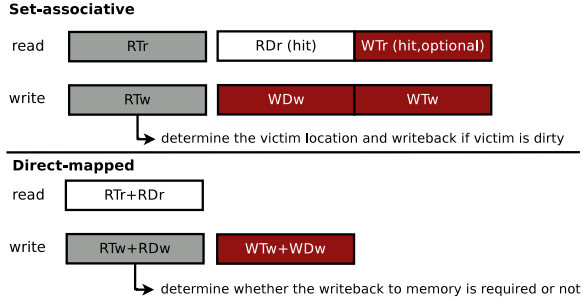 Set-associative
read RTr RDr (hit) WTr (hit,optional)
write RTw WDw WTw
determine the victim location and writeback if victim is dirty
Direct-mapped
read RTr+RDr
write RTw+RDw WTw+WDw
determine whether the writeback to memory is required or not